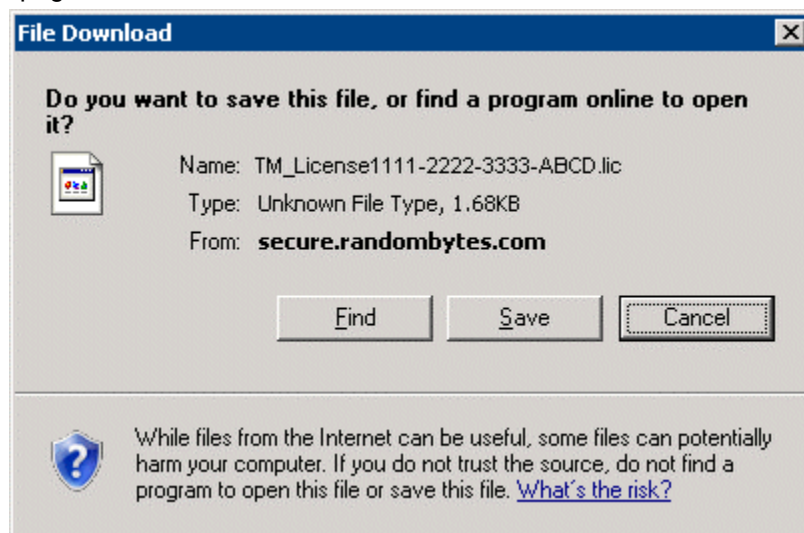 File Download
Do you want to save this file, or find a program online to open
it?
Name: TM_License1111-2222-3333-ABCD.lic
Type: Unknown File Type, 1.68KB
From: secure.randombytes.com
Find Save Cancel
While files from the Internet can be useful, some files can potentially
harm your computer. If you do not trust the source, do not find a
program to open this file or save this file. What's the risk?